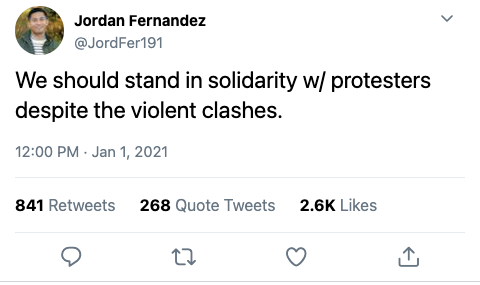 Jordan Fernandez
@JordFer191
We should stand in solidarity w/ protesters
despite the violent clashes.
12:00 PM · Jan 1, 2021
841 Retweets 268 Quote Tweets 2.6K Likes